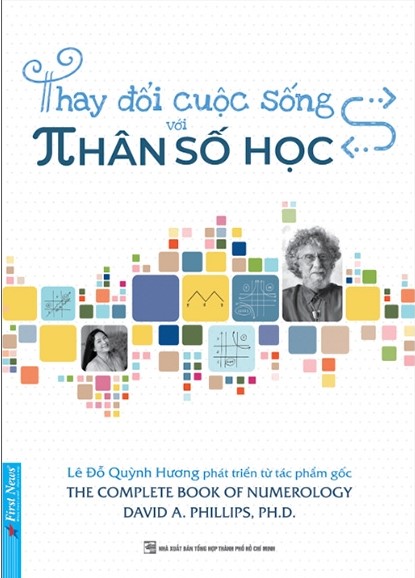 Thay đổi cuộc sống
với
NHÂN SỐ HỌC
Lê Đỗ Quỳnh Hương phát triển từ tác phẩm gốc
THE COMPLETE BOOK OF NUMEROLOGY
DAVID A. PHILLIPS, PH.D.
First News
NHÀ XUẤT BẢN TỔNG HỢP THÀNH PHỐ HỒ CHÍ MINH